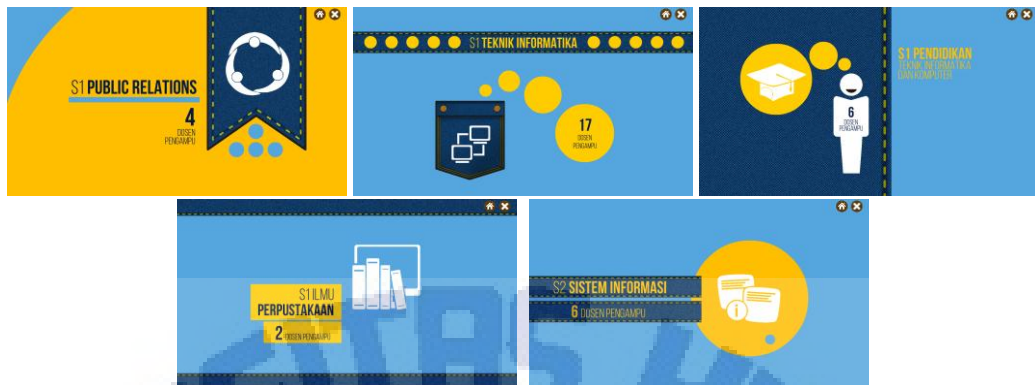 S1 PUBLIC RELATIONS
4
DOSEN
PENGAMPU
S1 TEKNIK INFORMATIKA
17
DOSEN
PENGAMPU
6
DOSEN
PENGAMPU
S1 PENDIDIKAN
TEKNIK INFORMATIKA
DAN KOMPUTER
S1 ILMU
PERPUSTAKAAN
2 DOSEN PENGAMPU
S2 SISTEM INFORMASI
6 DOSEN PENGAMPU